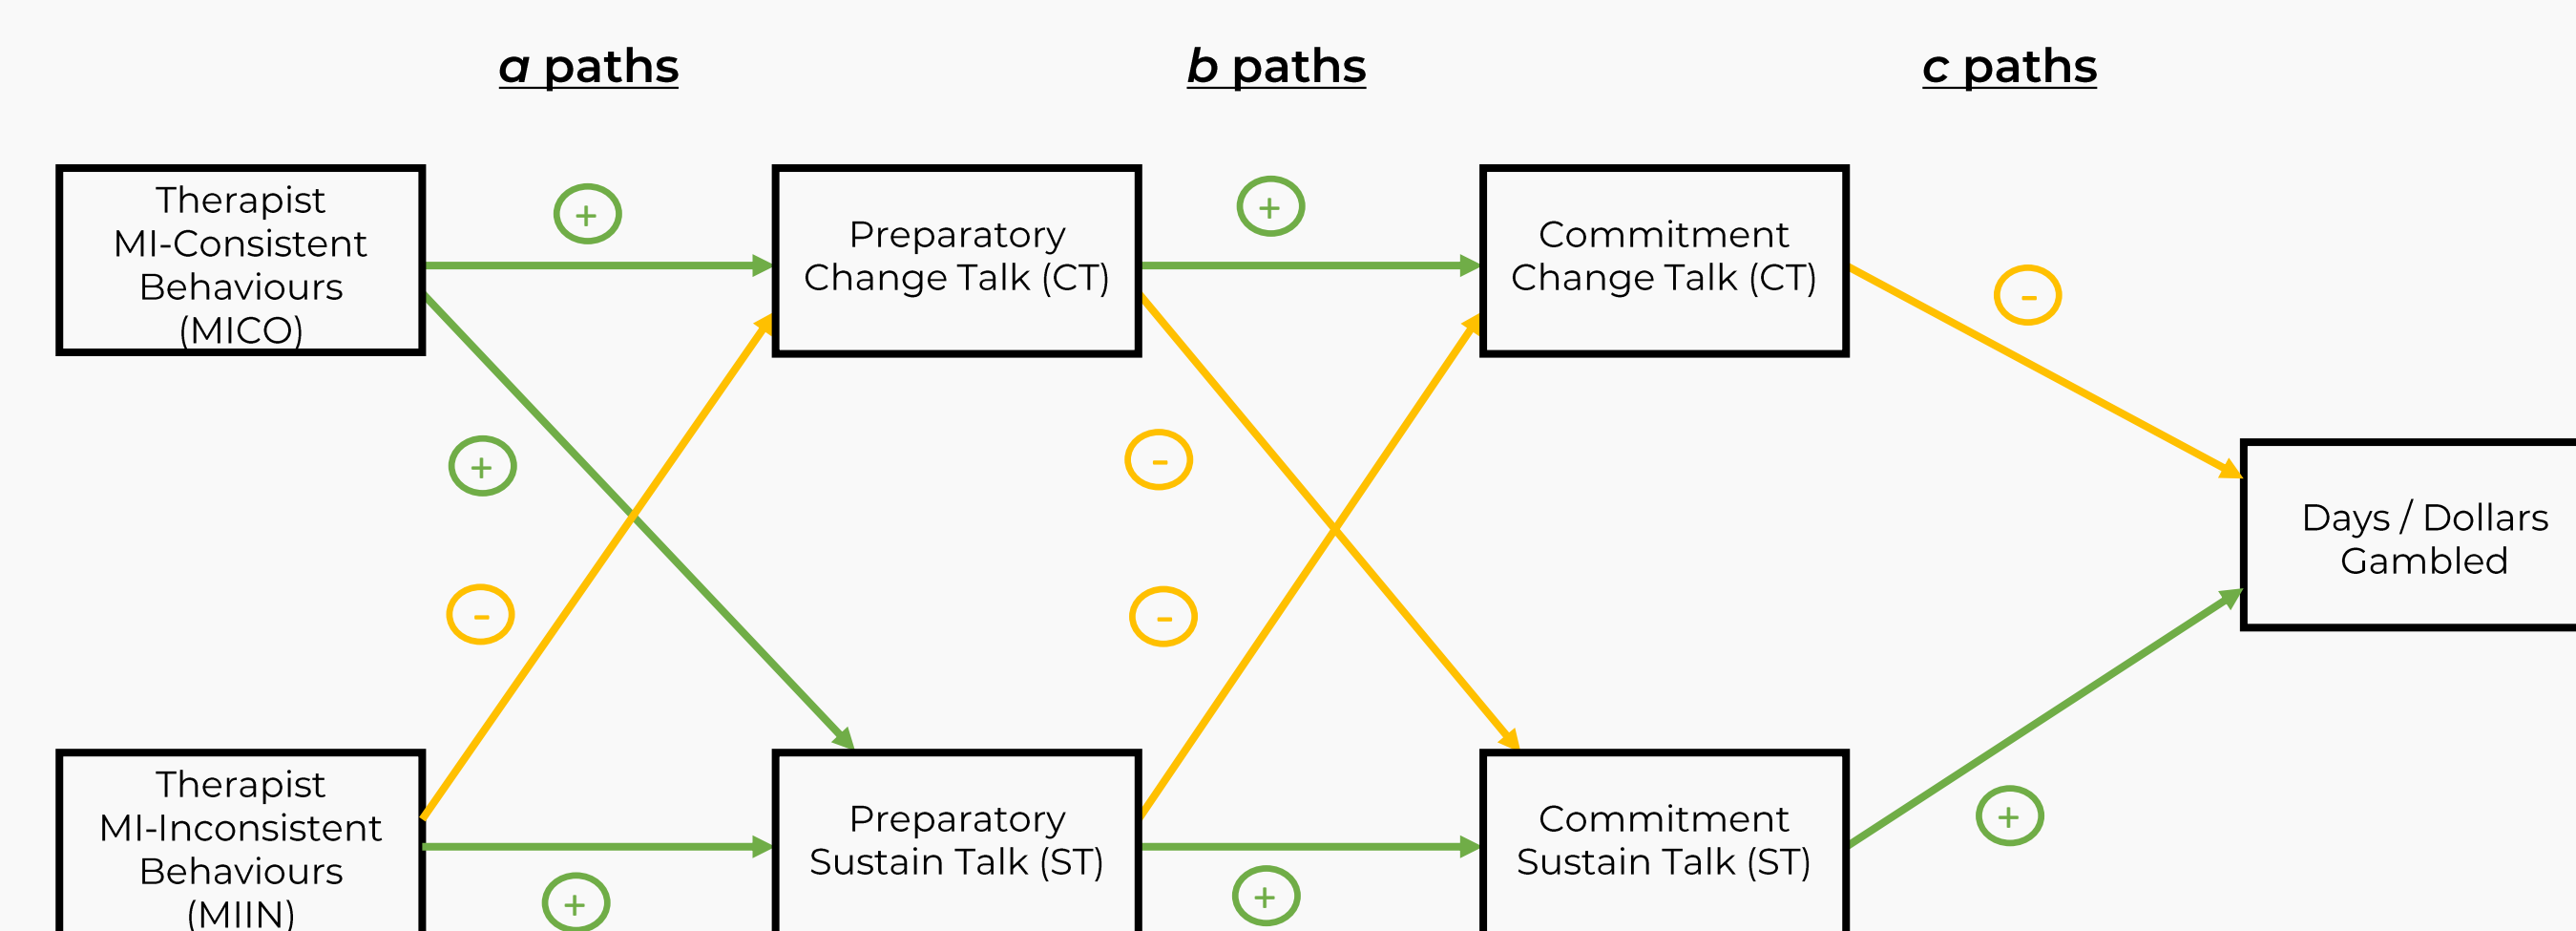 a paths
b paths
c paths
Therapist
MI-Consistent
Behaviours
(MICO)
+
Preparatory
Change Talk (CT)
+
Commitment
Change Talk (CT)
-
+
-
-
-
Days / Dollars
Gambled
Therapist
MI-Inconsistent
Behaviours
(MIIN)
+
Preparatory
Sustain Talk (ST)
+
Commitment
Sustain Talk (ST)
+